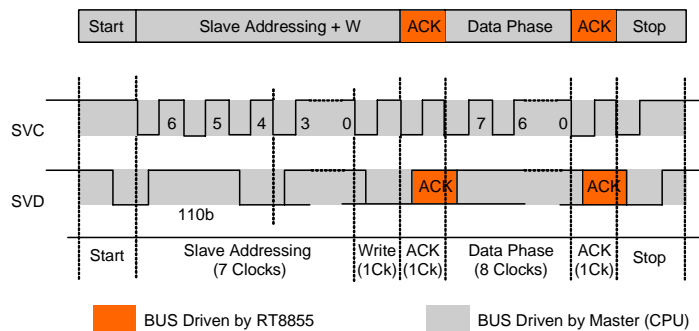 Start Slave Addressing + W ACK Data Phase ACK Stop
SVC 6 5 4 3 0 7 6 0
SVD ACK ACK
110b
Start Slave Addressing (7 Clocks) Write (1Ck) ACK (1Ck) Data Phase (8 Clocks) ACK (1Ck) Stop
BUS Driven by RT8855 BUS Driven by Master (CPU)